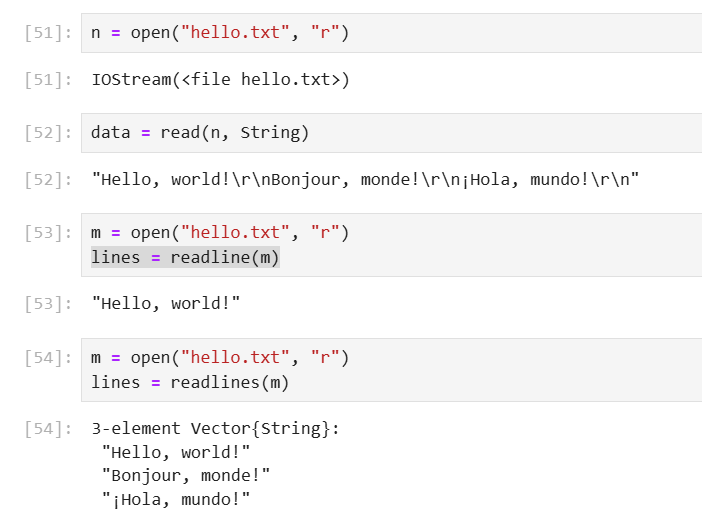 [51]: n = open("hello.txt", "r")
[51]: IOStream(<file hello.txt>)
[52]: data = read(n, String)
[52]: "Hello, world!\r\nBonjour, monde!\r\n¡Hola, mundo!\r\n"
[53]: m = open("hello.txt", "r")
lines = readline(m)
[53]: "Hello, world!"
[54]: m = open("hello.txt", "r")
lines = readlines(m)
[54]: 3-element Vector{String}:
"Hello, world!"
"Bonjour, monde!"
"¡Hola, mundo!"